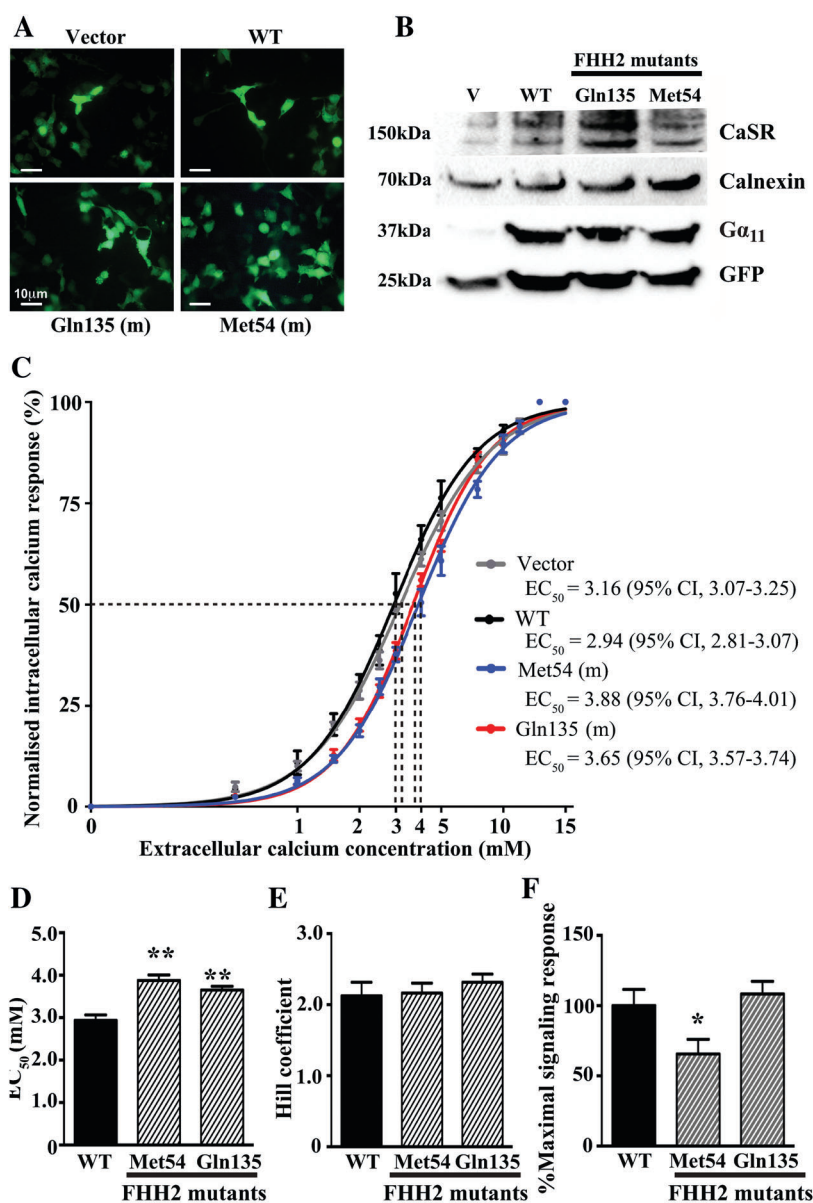 A
Vector
WT
10µm
Gln135 (m)
Met54 (m)
B
FHH2 mutants
V
WT
Gln135
Met54
150kDa
CaSR
70kDa
Calnexin
37kDa
Gα11
25kDa
GFP
C
Normalised intracellular calcium response (%)
100
75
50
25
0
0
1
2
3
4
5
10
15
Extracellular calcium concentration (mM)
Vector
EC50 = 3.16 (95% CI, 3.07-3.25)
WT
EC50 = 2.94 (95% CI, 2.81-3.07)
Met54 (m)
EC50 = 3.88 (95% CI, 3.76-4.01)
Gln135 (m)
EC50 = 3.65 (95% CI, 3.57-3.74)
D
EC50 (mM)
5.0
4.0
3.0
2.0
1.0
0
**
**
WT
Met54
Gln135
FHH2 mutants
E
Hill coefficient
3.0
2.0
1.0
0
WT
Met54
Gln135
FHH2 mutants
F
%Maximal signaling response
150
100
50
0
*
WT
Met54
Gln135
FHH2 mutants